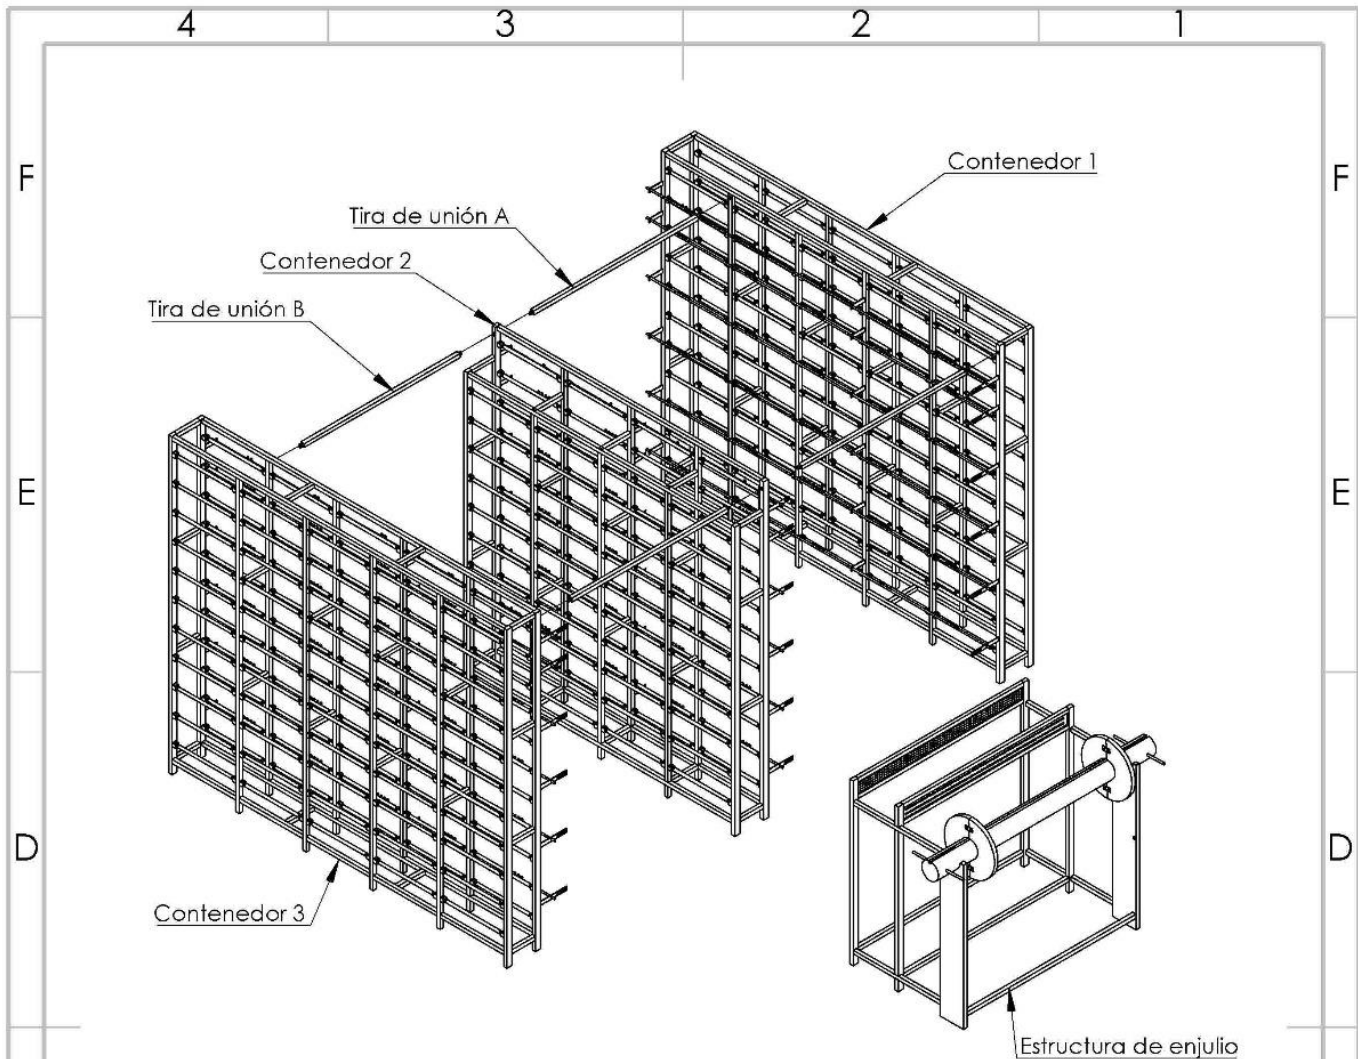 4 3 2 1
F F
Contenedor 1
Tira de unión A
Contenedor 2
Tira de unión B
E E
D D
Contenedor 3
Estructura de enjulio